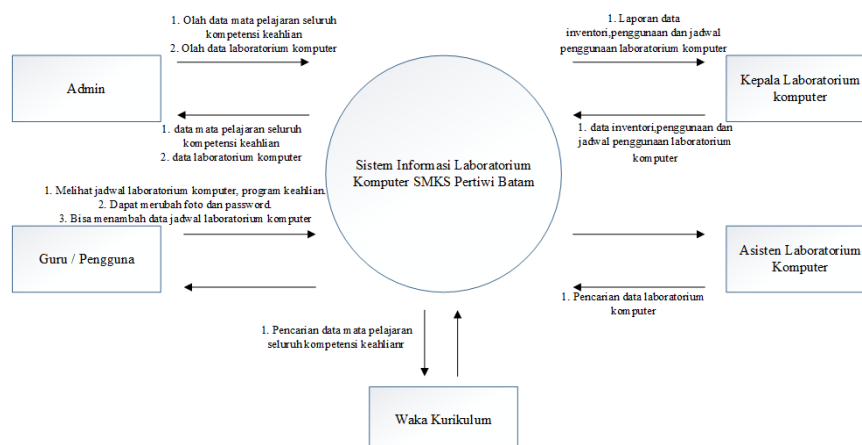 1. Olah data mata pelajaran seluruh
kompetensi keahlian
2. Olah data laboratorium komputer
Admin
1. data mata pelajaran seluruh
kompetensi keahlian
2. data laboratorium komputer
1. Laporan data
inventori,penggunaan dan jadwal
penggunaan laboratorium komputer
Kepala Laboratorium
komputer
1. data inventori,penggunaan dan
jadwal penggunaan laboratorium
komputer
Sistem Informasi Laboratorium
Komputer SMKS Pertiwi Batam
1. Melihat jadwal laboratorium komputer, program keahlian.
2. Dapat merubah foto dan password.
3. Bisa menambah data jadwal laboratorium komputer
Guru / Pengguna
Asisten Laboratorium
Komputer
1. Pencarian data laboratorium
komputer
1. Pencarian data mata pelajaran
seluruh kompetensi keahlianr
Waka Kurikulum